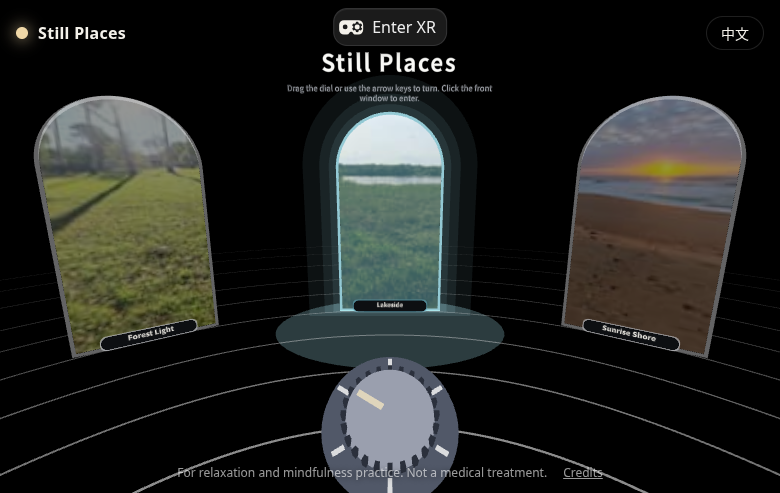 Still Places
Enter XR
中文
Still Places
Drag the dial or use the arrow keys to turn. Click the front
window to enter.
Forest Light
Lakeside
Sunrise Shore
For relaxation and mindfulness practice. Not a medical treatment.
Credits